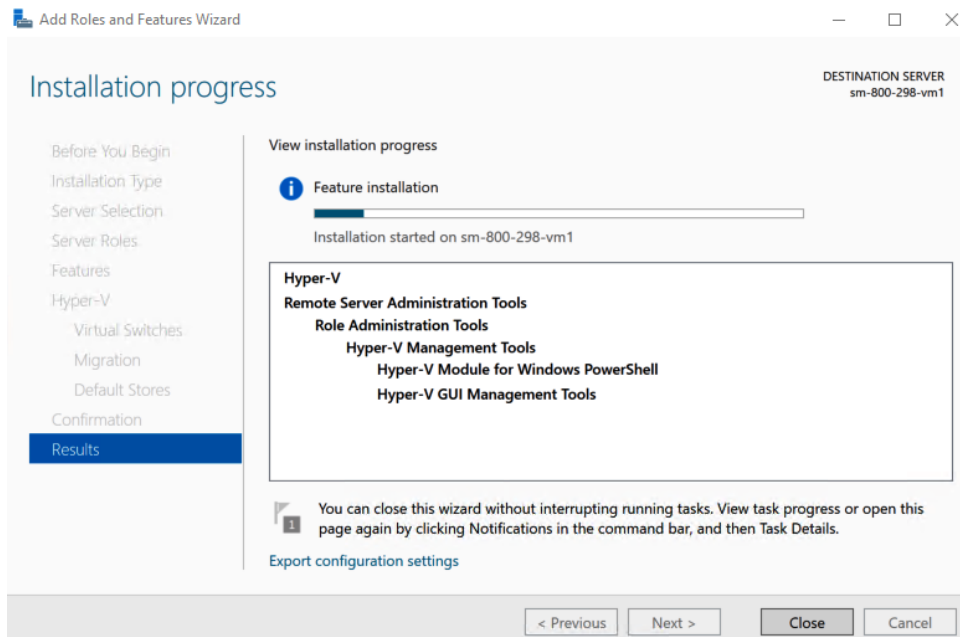 Add Roles and Features Wizard
Installation progress
DESTINATION SERVER
sm-800-298-vm1
Before You Begin
Installation Type
Server Selection
Server Roles
Features
Hyper-V
Virtual Switches
Migration
Default Stores
Confirmation
Results
View installation progress
Feature installation
Installation started on sm-800-298-vm1
Hyper-V
Remote Server Administration Tools
Role Administration Tools
Hyper-V Management Tools
Hyper-V Module for Windows PowerShell
Hyper-V GUI Management Tools
1
You can close this wizard without interrupting running tasks. View task progress or open this
page again by clicking Notifications in the command bar, and then Task Details.
Export configuration settings
< Previous
Next >
Close
Cancel